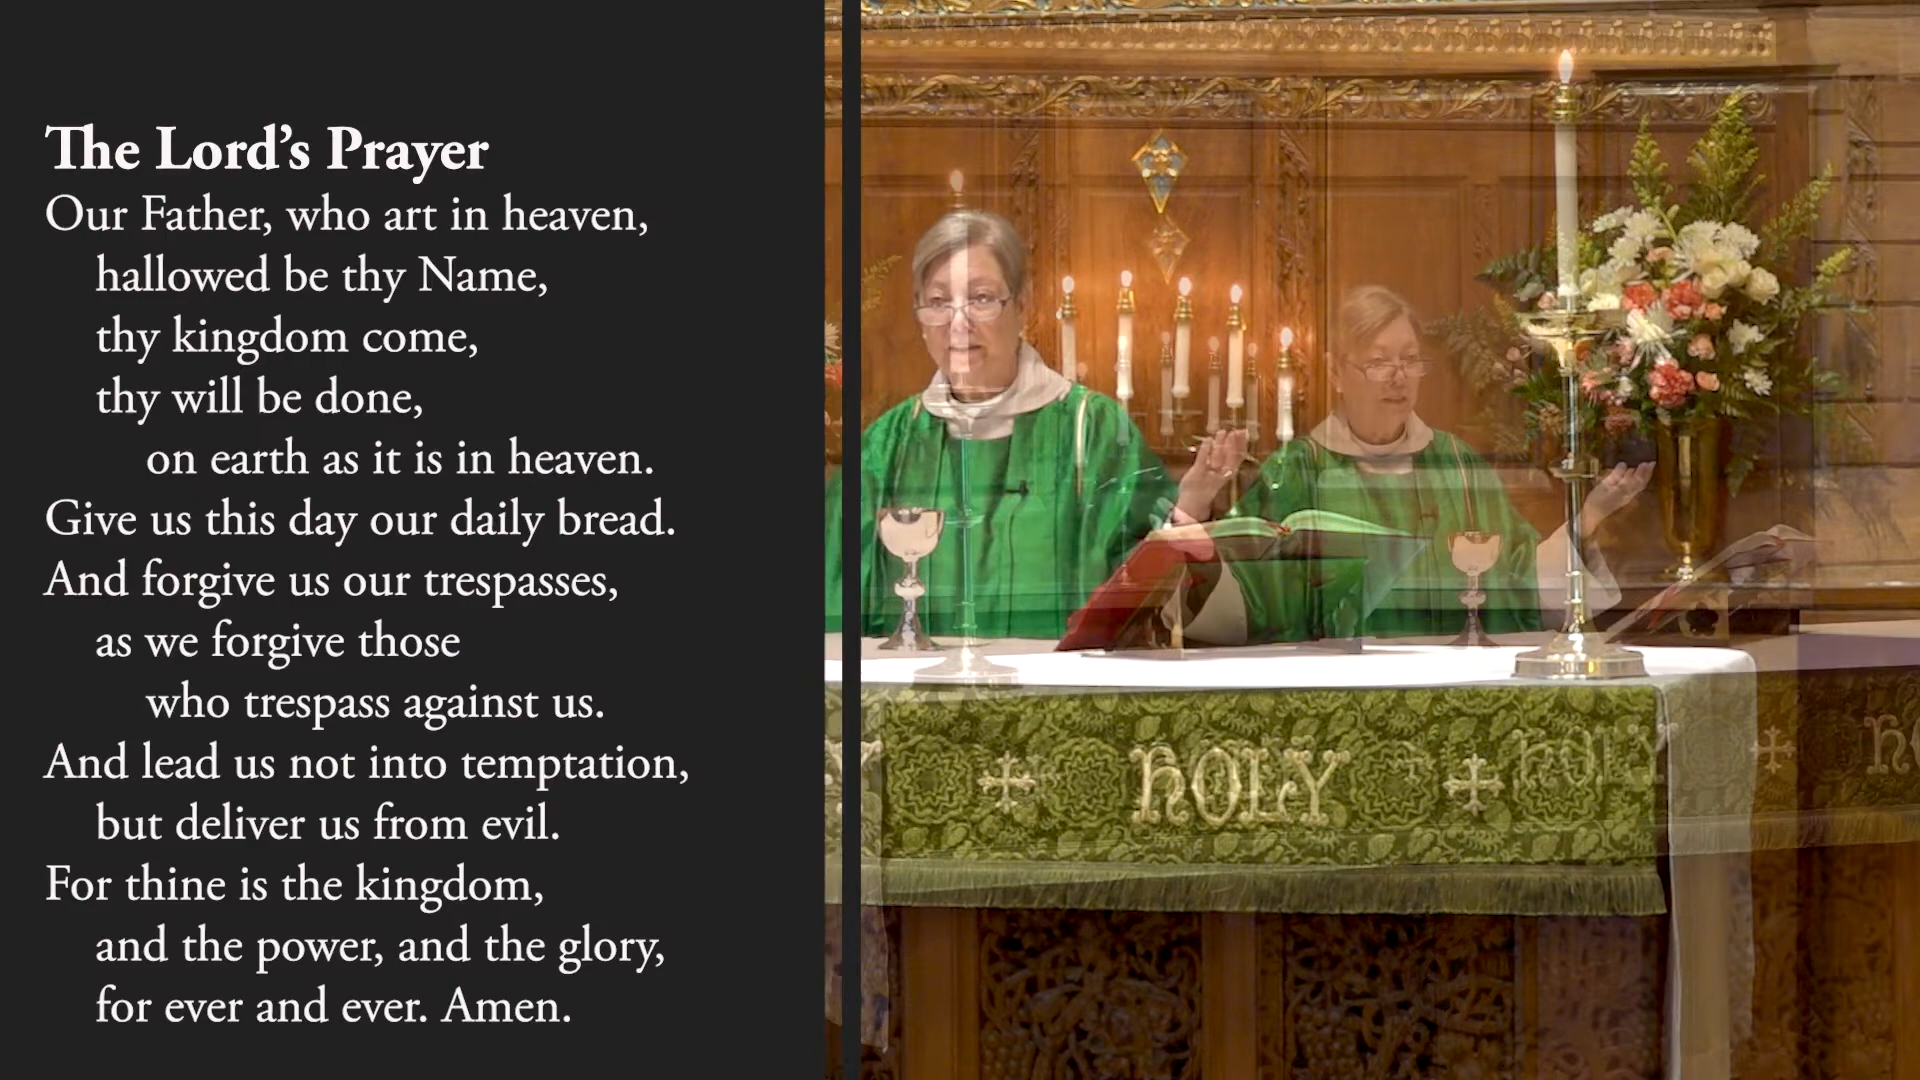 The Lord’s Prayer
Our Father, who art in heaven,
hallowed be thy Name,
thy kingdom come,
thy will be done,
on earth as it is in heaven.
Give us this day our daily bread.
And forgive us our trespasses,
as we forgive those
who trespass against us.
And lead us not into temptation,
but deliver us from evil.
For thine is the kingdom,
and the power, and the glory,
for ever and ever. Amen.
HOLY HOLY